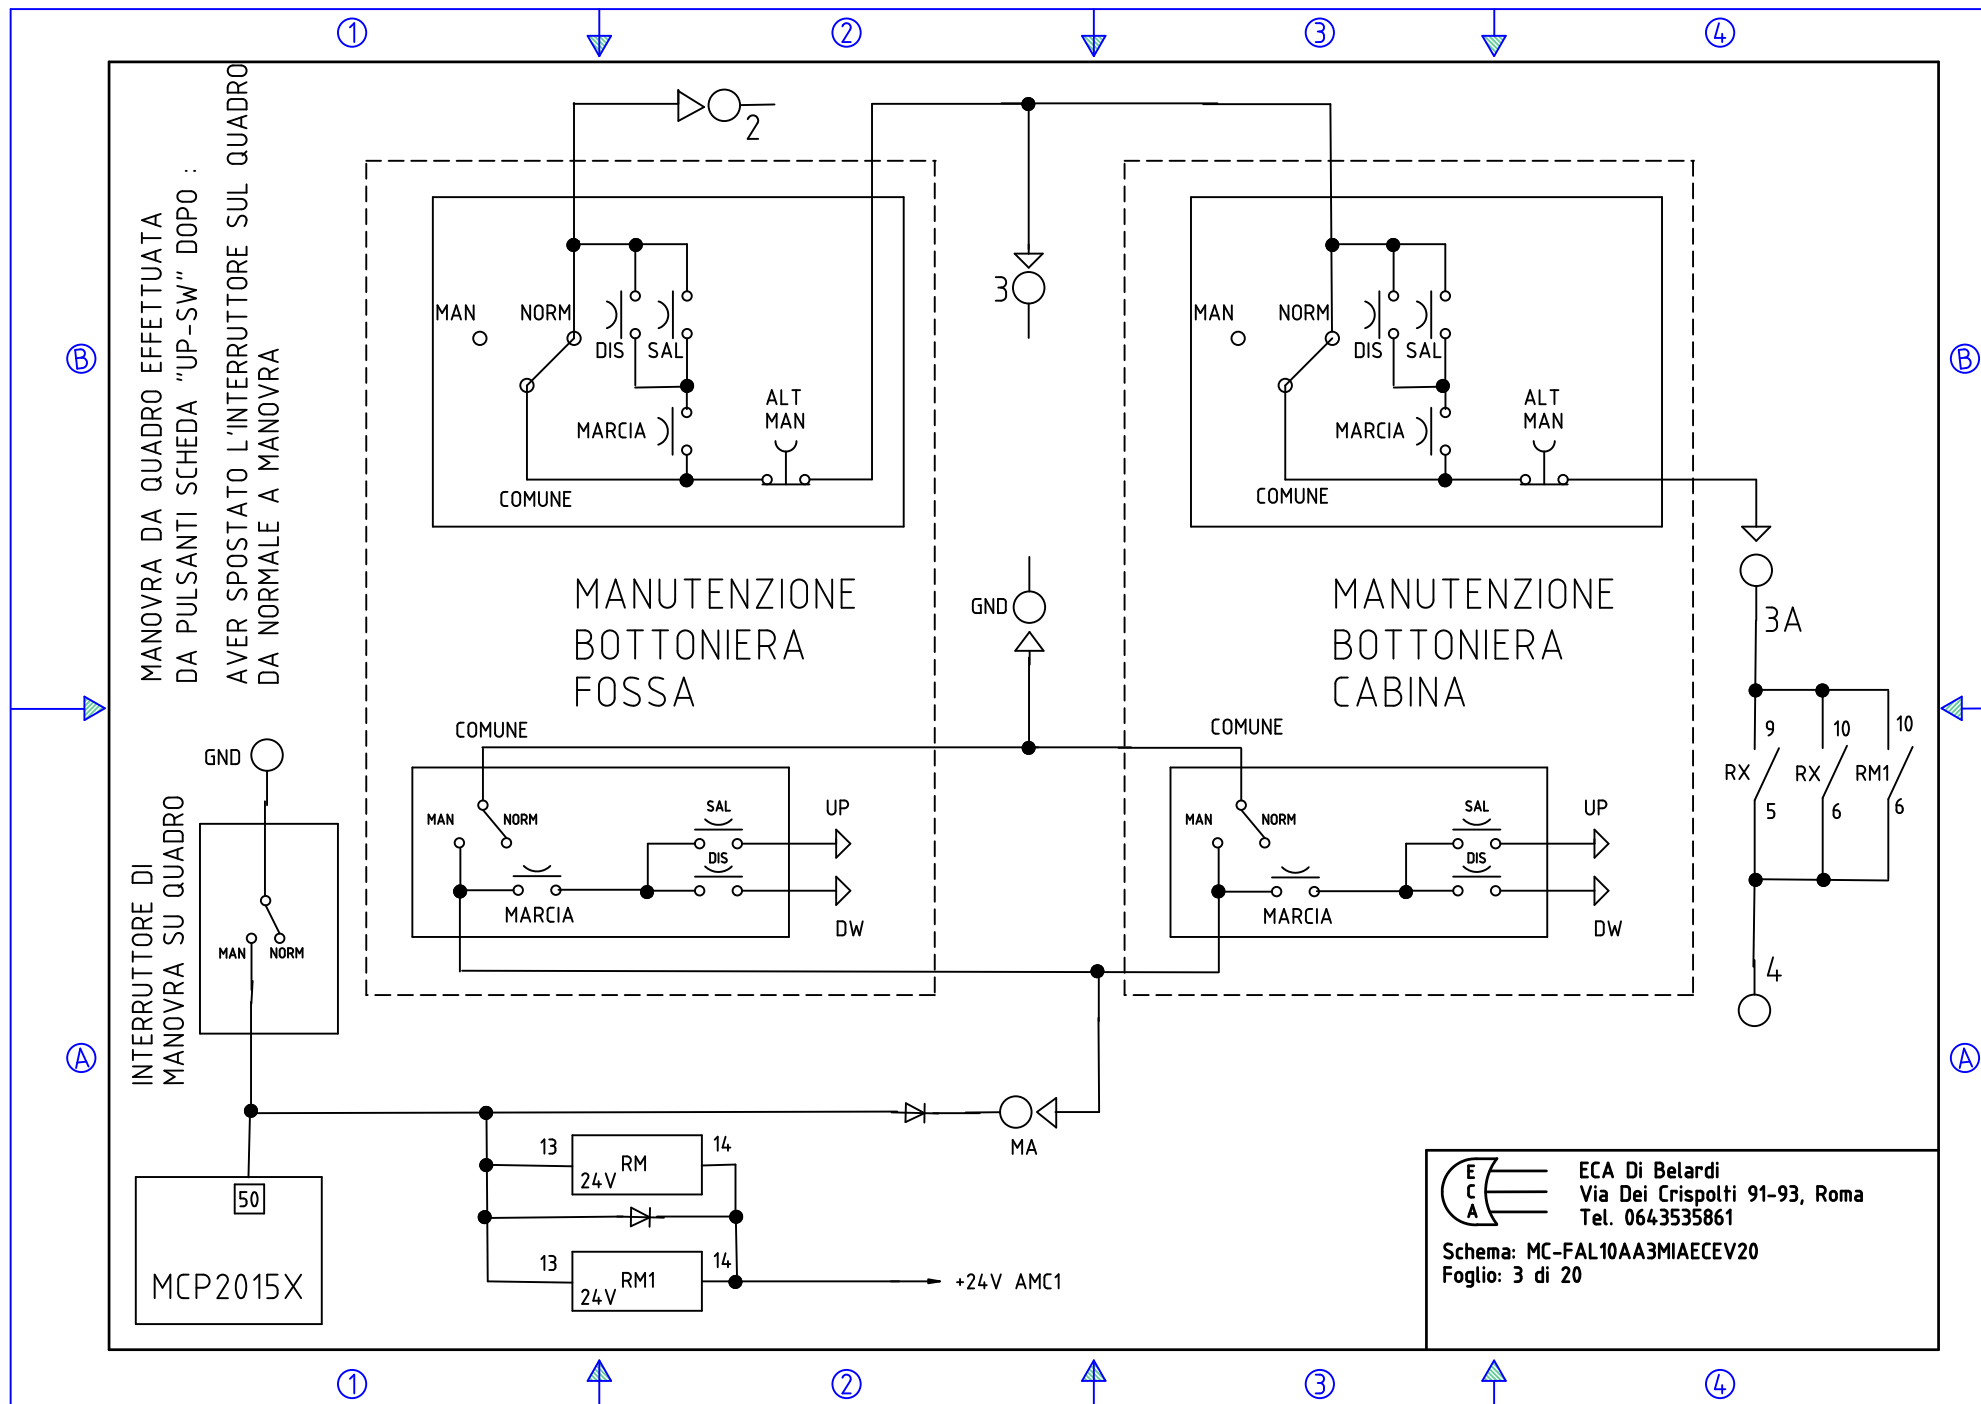 1
2
3
4
MANOVRA DA QUADRO EFFETTUATA
DA PULSANTI SCHEDA "UP-SW" DOPO :
AVER SPOSTATO L'INTERRUTTORE SUL QUADRO
DA NORMALE A MANOVRA
2
3
MAN
NORM
DIS
SAL
MARCIA
ALT
MAN
COMUNE
MANUTENZIONE
BOTTONIERA
FOSSA
MAN
NORM
DIS
SAL
MARCIA
ALT
MAN
COMUNE
MANUTENZIONE
BOTTONIERA
CABINA
B
B
GND
3A
9
RX
5
10
RX
6
10
RM1
6
4
COMUNE
MAN
NORM
MARCIA
SAL
DIS
UP
DW
COMUNE
MAN
NORM
MARCIA
SAL
DIS
UP
DW
GND
INTERRUTTORE DI
MANOVRA SU QUADRO
MAN
NORM
A
A
MA
50
MCP2015X
13
RM
24V
14
13
RM1
24V
14
+24V AMC1
E
C
A
ECA Di Belardi
Via Dei Crispolti 91-93, Roma
Tel. 0643535861
Schema: MC-FAL10AA3MIAECEV20
Foglio: 3 di 20
1
2
3
4